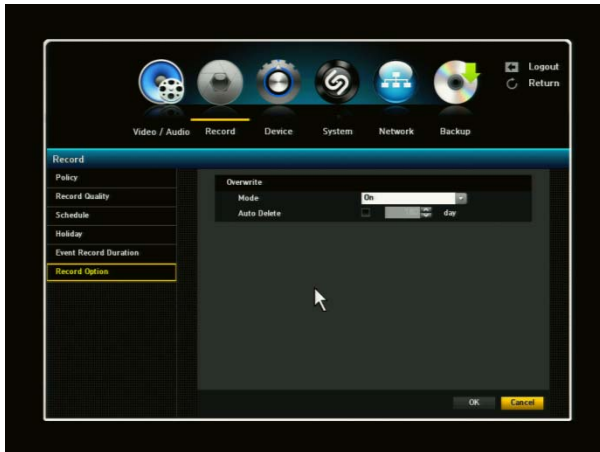 Logout
Return
Video / Audio Record Device System Network Backup
Record
Policy
Record Quality
Schedule
Holiday
Event Record Duration
Record Option
Overwrite
Mode On
Auto Delete day
OK Cancel